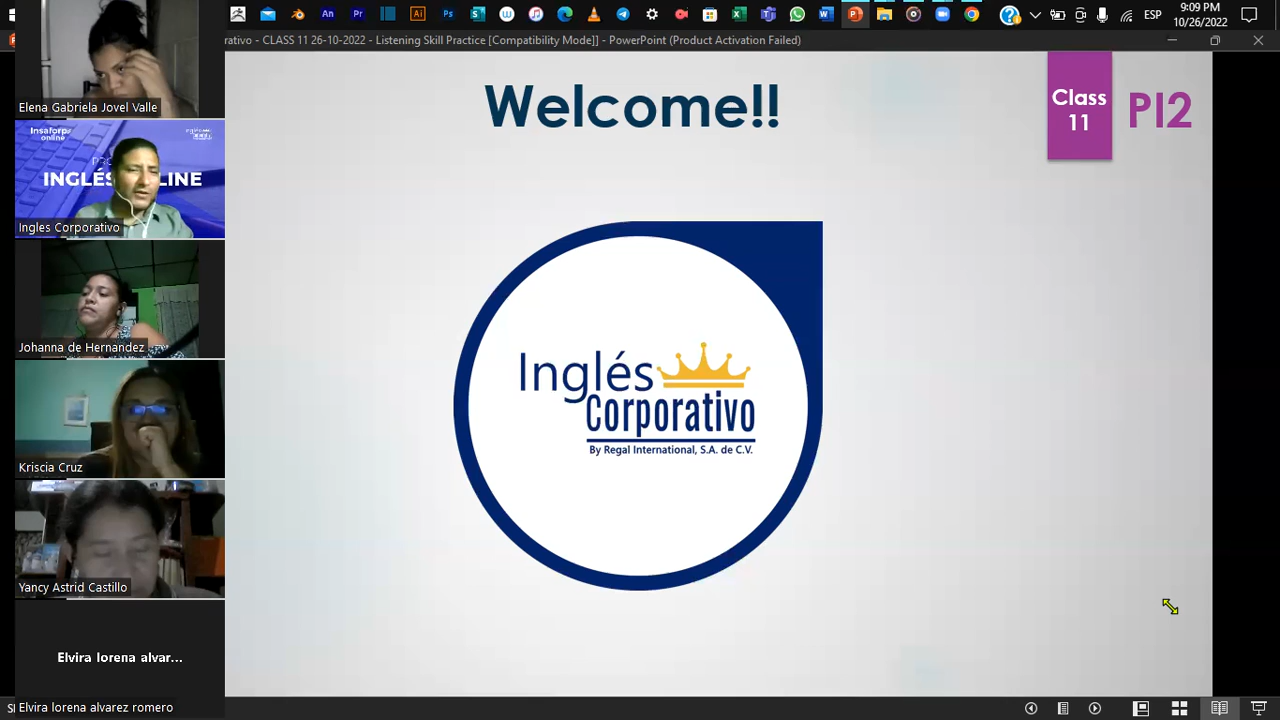 ESP
9:09 PM
10/26/2022
rativo - CLASS 11 26-10-2022 - Listening Skill Practice [Compatibility Mode]] - PowerPoint (Product Activation Failed)
Elena Gabriela Jovel Valle
Insaforp
online
INGLÉS
LINE
Ingles Corporativo
Johanna de Hernandez
Kriscia Cruz
Yancy Astrid Castillo
Elvira lorena alvar...
Elvira lorena alvarez romero
Welcome!!
Class
11
PI2
Inglés
Corporativo
By Regal International, S.A. de C.V.